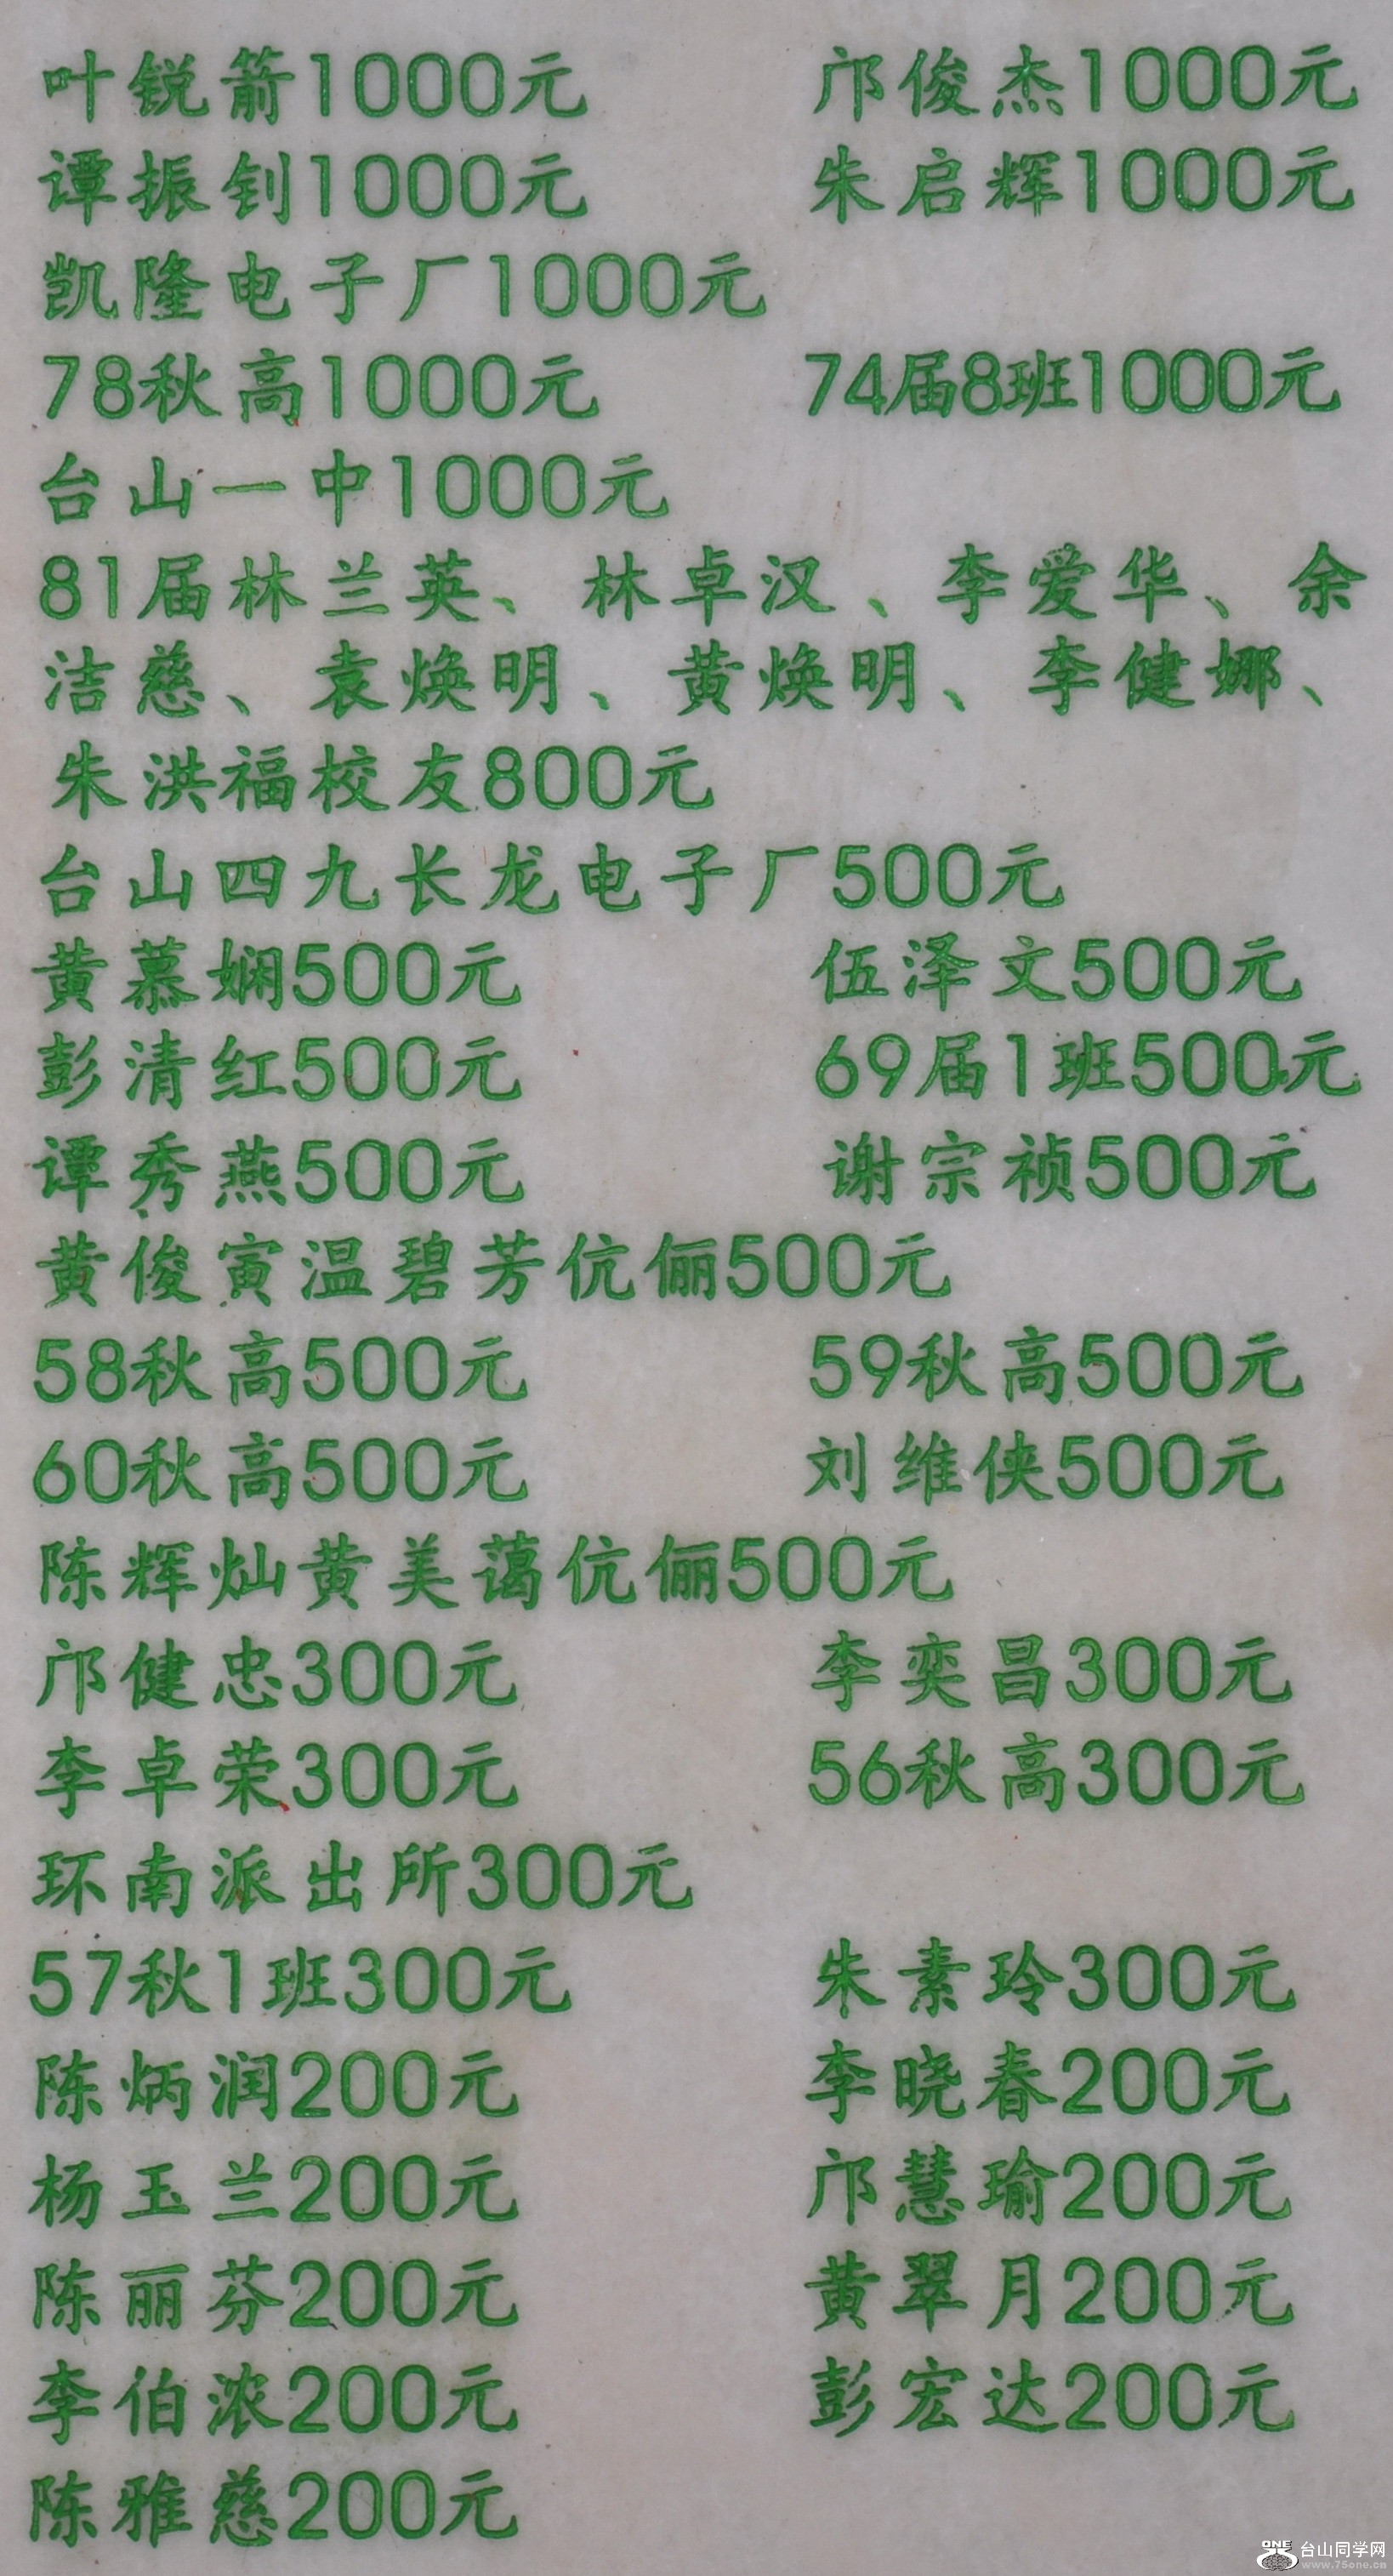 叶锐箭1000元 邝俊杰1000元
谭振钊1000元 朱启辉1000元
凯隆电子厂1000元
78秋高1000元 74届8班1000元
台山一中1000元
81届林兰英、林卓汉、李爱华、余
洁慈、袁焕明、黄焕明、李健娜、
朱洪福校友800元
台山四九长龙电子厂500元
黄慕娴500元 伍泽文500元
彭清红500元 69届1班500元
谭秀燕500元 谢宗祯500元
黄俊寅温碧芳伉俪500元
58秋高500元 59秋高500元
60秋高500元 刘维侠500元
陈辉灿黄美蔼伉俪500元
邝健忠300元 李奕昌300元
李卓荣300元 56秋高300元
环南派出所300元
57秋1班300元 朱素玲300元
陈炳润200元 李晓春200元
杨玉兰200元 邝慧瑜200元
陈丽芬200元 黄翠月200元
李伯浓200元 彭宏达200元
陈雅慈200元
ONE 台山同学网
www.75one.cn